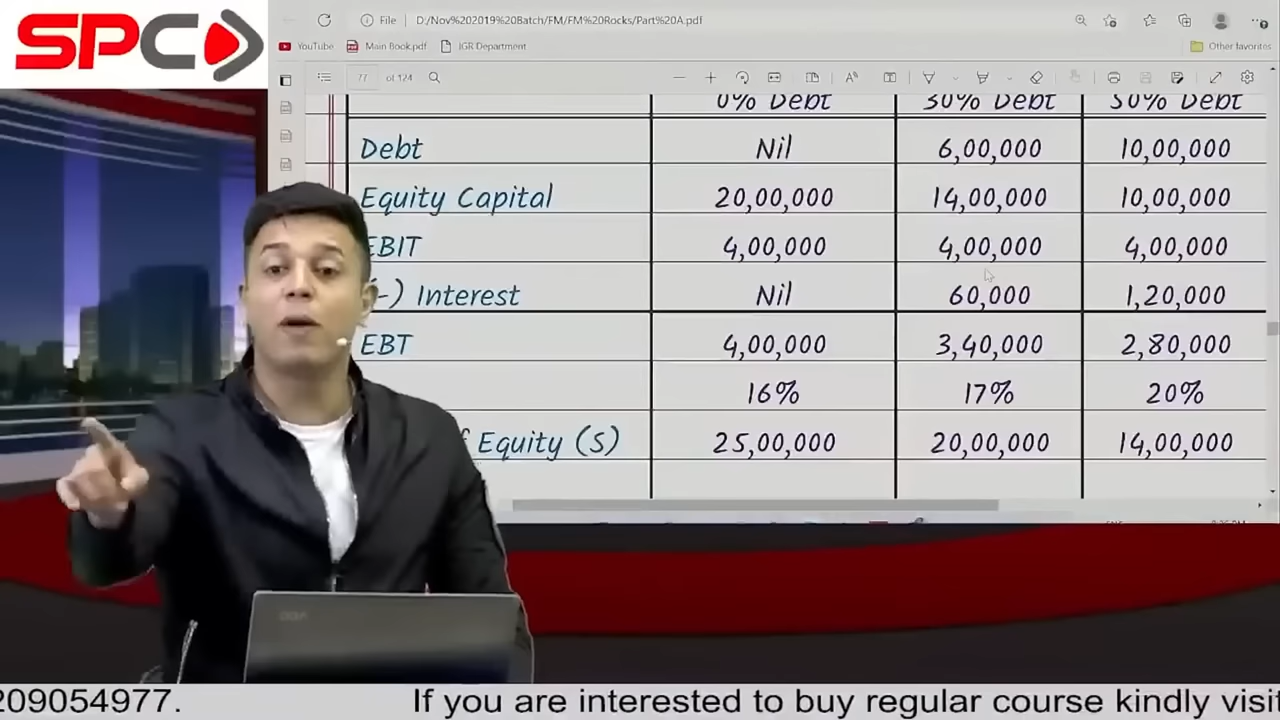 SPC
File D:/Nov%202019%20Batch/FM/FM%20Rocks/Part%20A.pdf
YouTube Main Book.pdf IGR Department Other favorites
77 of 124
0% Debt 30% Debt 50% Debt
Debt Nil 6,00,000 10,00,000
Equity Capital 20,00,000 14,00,000 10,00,000
EBIT 4,00,000 4,00,000 4,00,000
(-) Interest Nil 60,000 1,20,000
EBT 4,00,000 3,40,000 2,80,000
16% 17% 20%
Equity (S) 25,00,000 20,00,000 14,00,000
209054977. If you are interested to buy regular course kindly visit